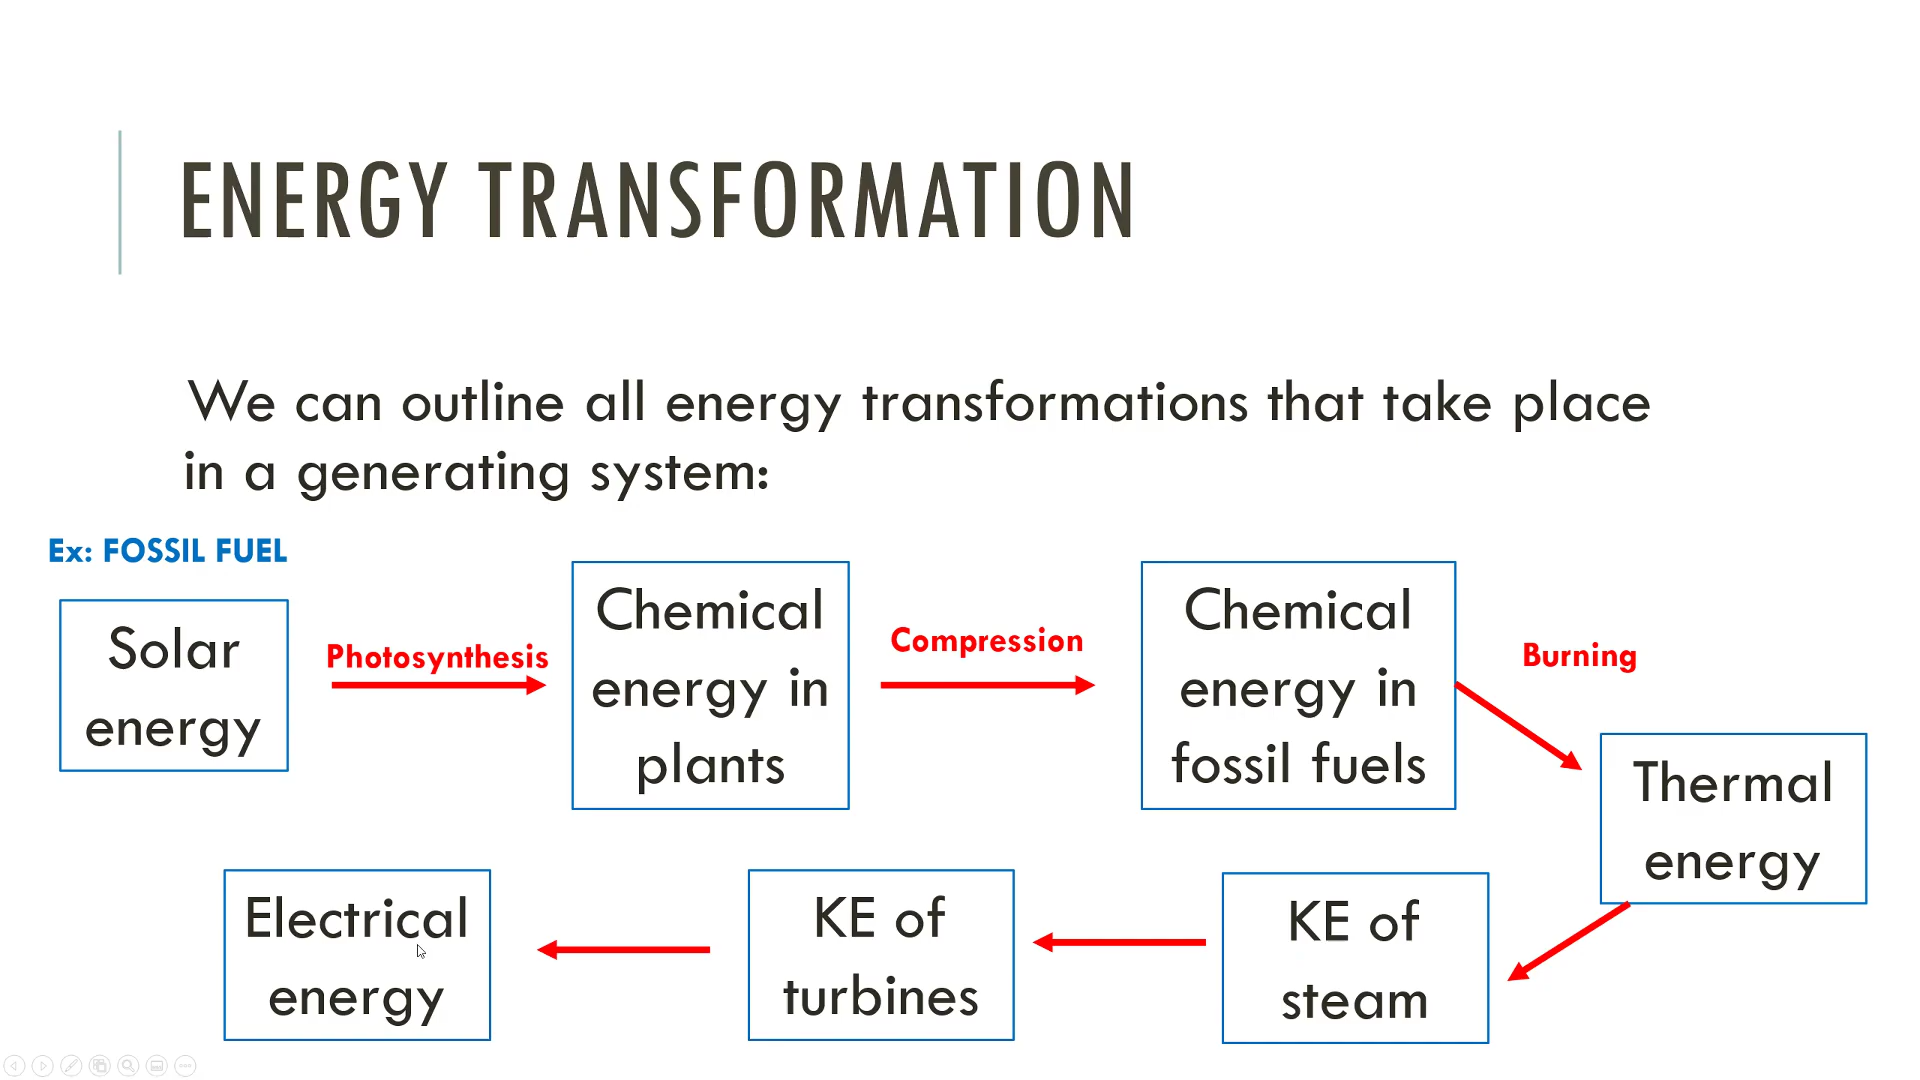 ENERGY TRANSFORMATION
We can outline all energy transformations that take place
in a generating system:
Ex: FOSSIL FUEL
Solar
energy
Photosynthesis
Chemical
energy in
plants
Compression
Chemical
energy in
fossil fuels
Burning
Thermal
energy
KE of
steam
KE of
turbines
Electrical
energy